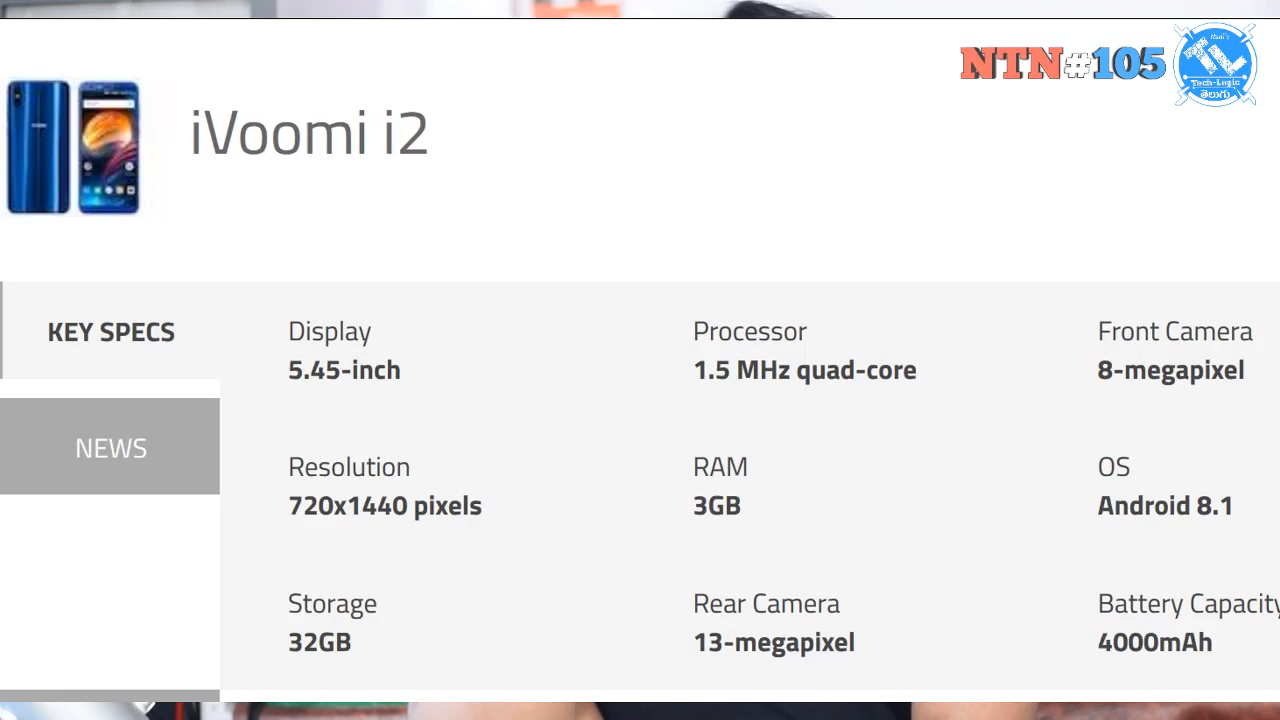 NTN#105
Tech-Logic
తెలుగు
iVoomi i2
KEY SPECS
NEWS
Display
5.45-inch
Processor
1.5 MHz quad-core
Front Camera
8-megapixel
Resolution
720x1440 pixels
RAM
3GB
OS
Android 8.1
Storage
32GB
Rear Camera
13-megapixel
Battery Capacity
4000mAh